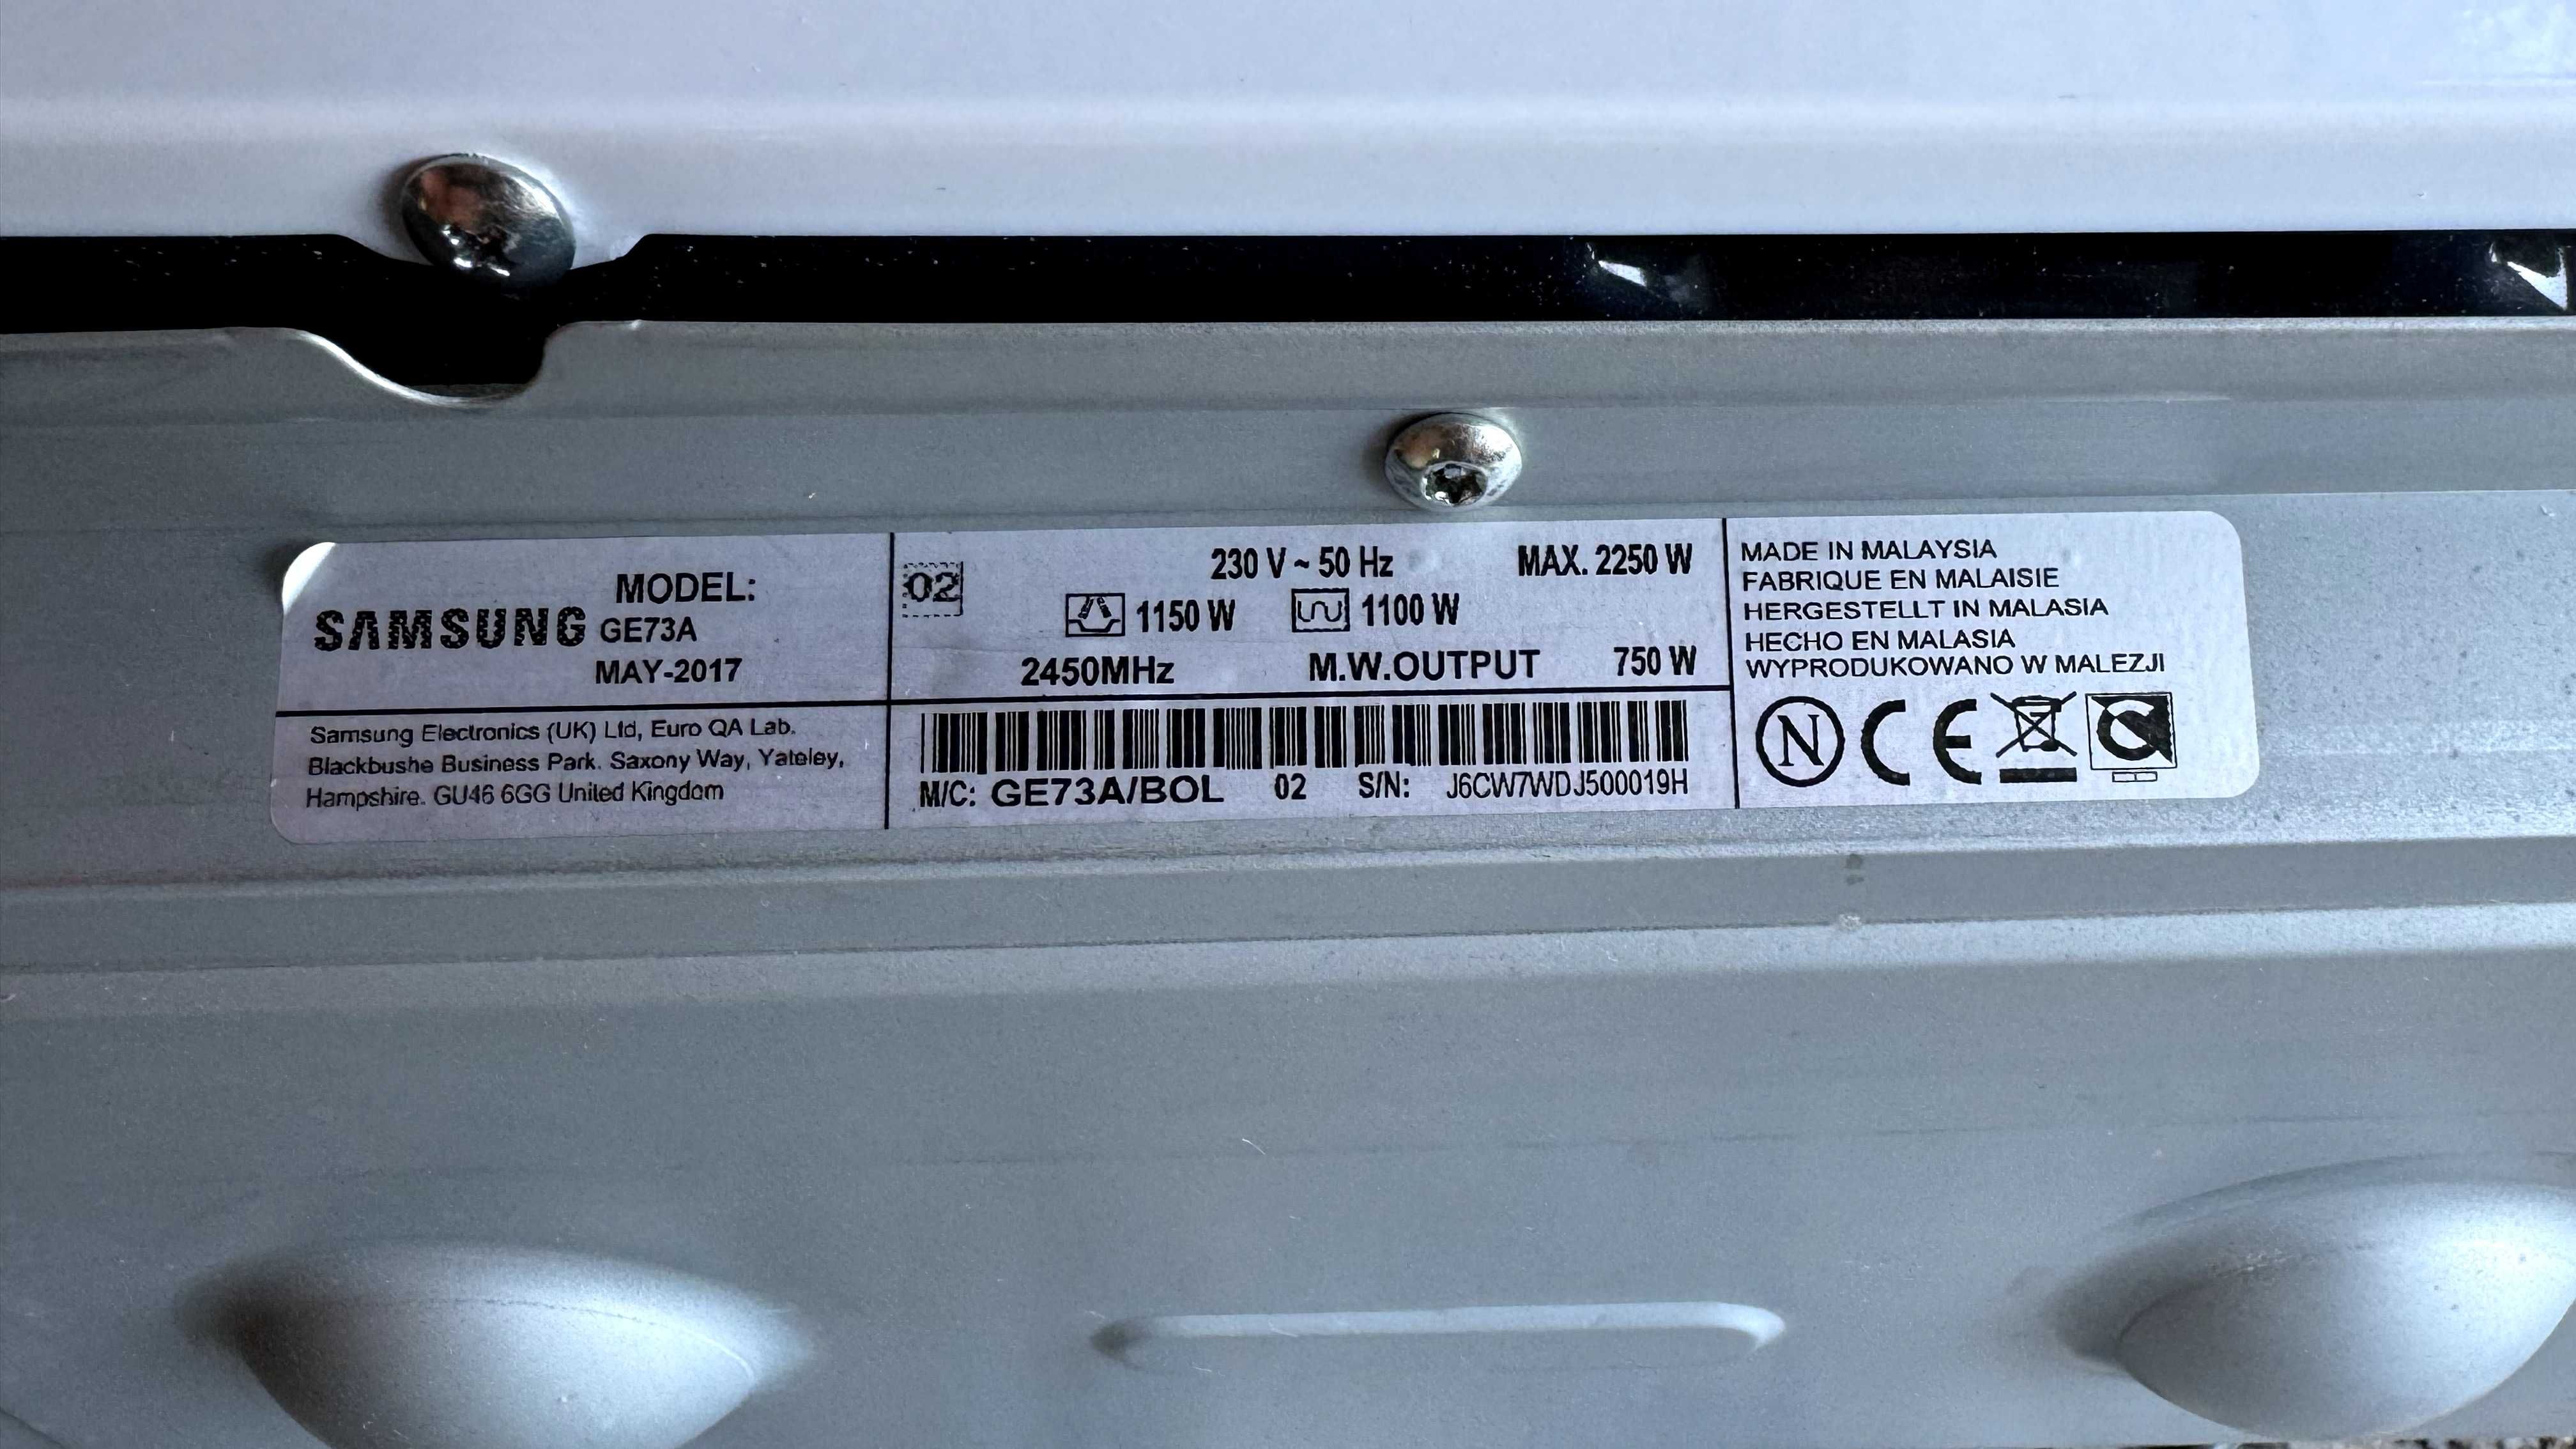 MODEL:
SAMSUNG GE73A
MAY-2017
Samsung Electronics (UK) Ltd, Euro QA Lab.
Blackbushe Business Park. Saxony Way, Yateley,
Hampshire. GU46 6GG United Kingdom
02
230 V ~ 50 Hz MAX. 2250 W
1150 W 1100 W
2450MHz M.W.OUTPUT 750 W
M/C: GE73A/BOL 02 S/N: J6CW7WDJ500019H
MADE IN MALAYSIA
FABRIQUE EN MALAISIE
HERGESTELLT IN MALASIA
HECHO EN MALASIA
WYPRODUKOWANO W MALEZJI
N CE